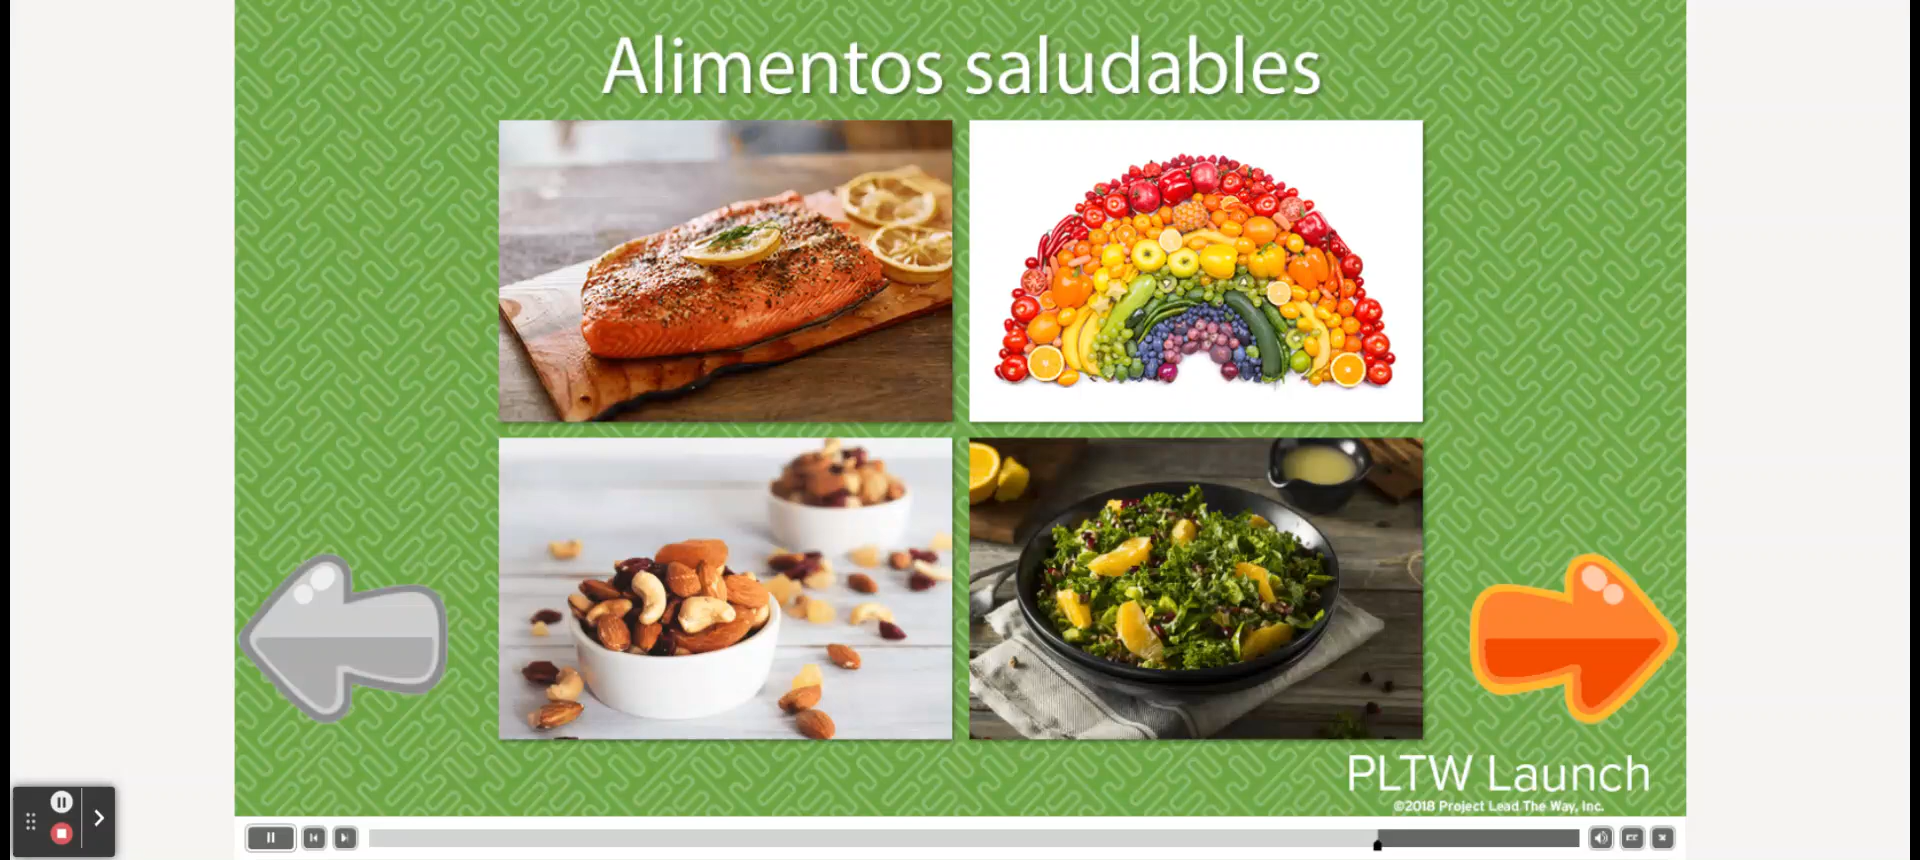 Alimentos saludables
PLTW Launch
©2018 Project Lead The Way, Inc.